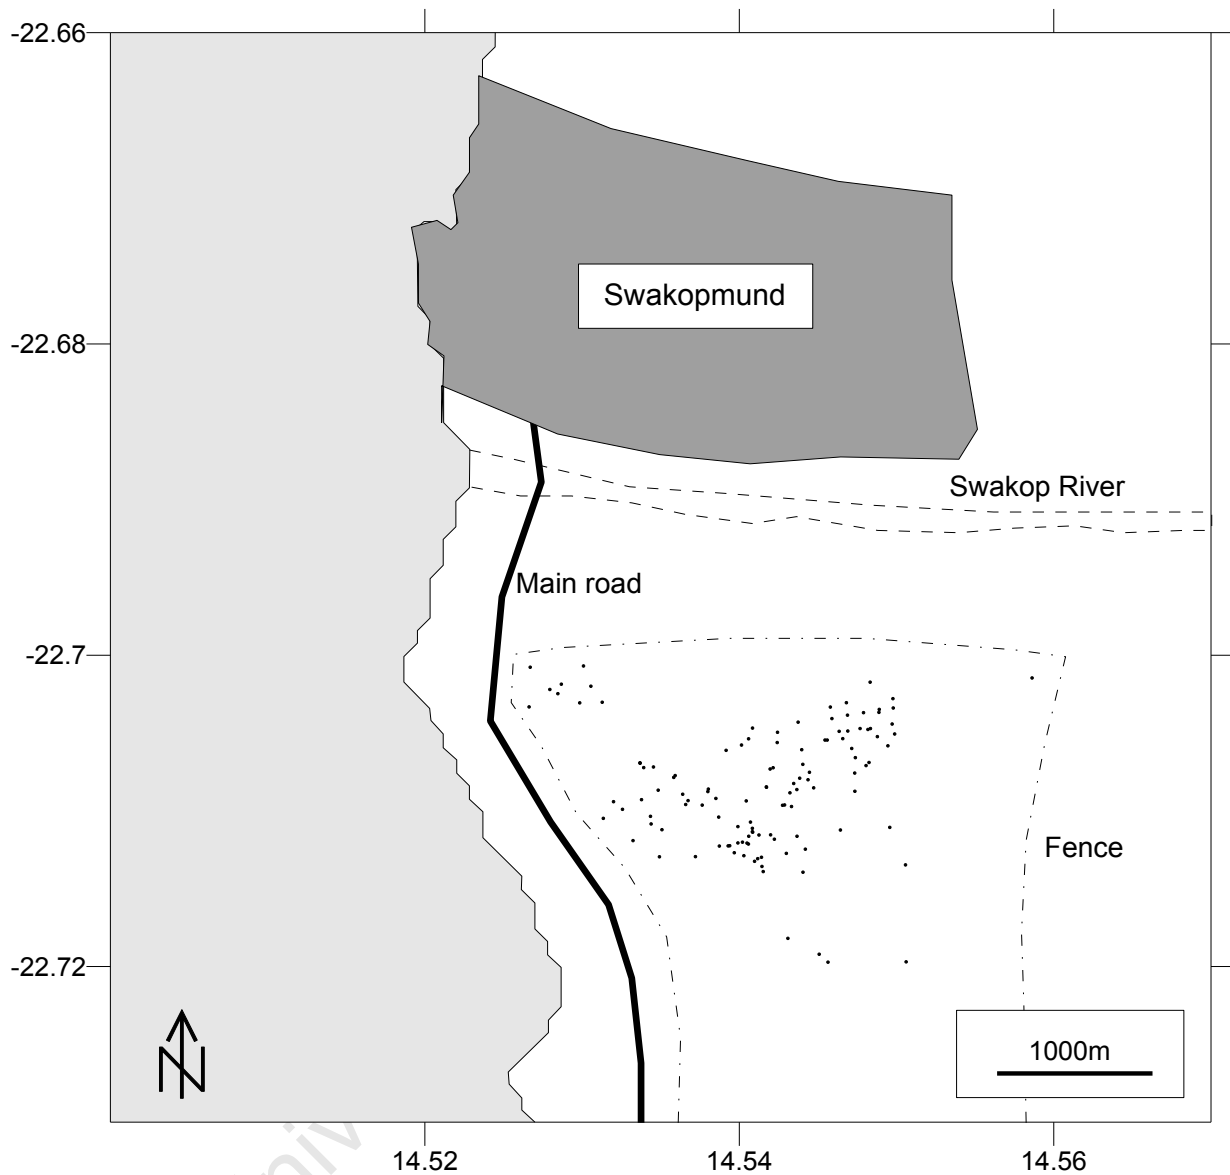 -22.66
Swakopmund
-22.68
Swakop River
Main road
-22.7
Fence
-22.72
1000m
N
14.52
14.54
14.56